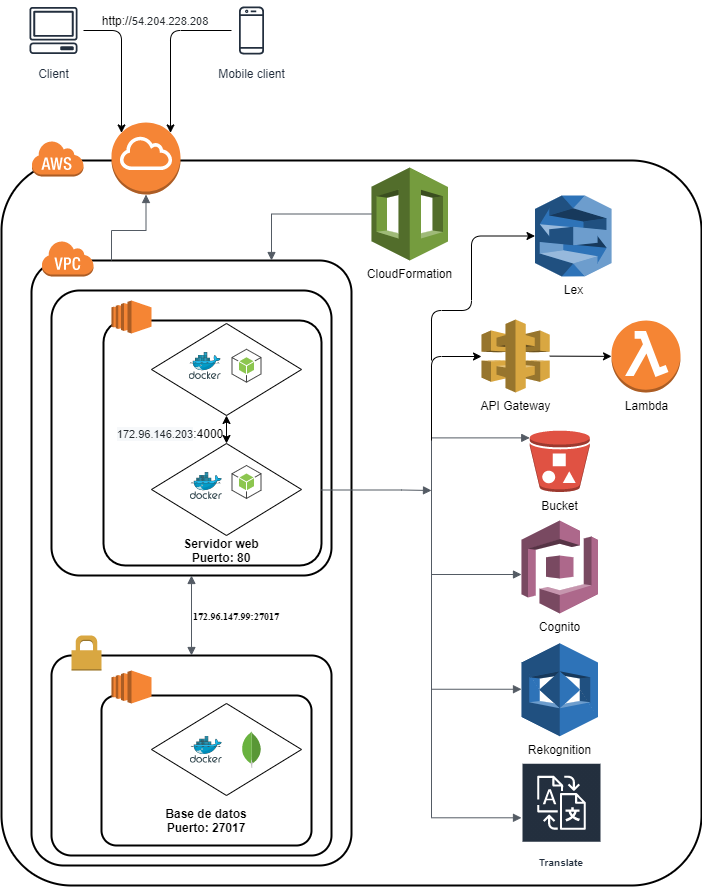 http://54.204.228.208
Client
Mobile client
AWS
CloudFormation
VPC
Lex
docker
API Gateway
Lambda
172.96.146.203:4000
docker
Bucket
Servidor web
Puerto: 80
172.96.147.99:27017
Cognito
docker
Rekognition
A
文
Base de datos
Puerto: 27017
Translate